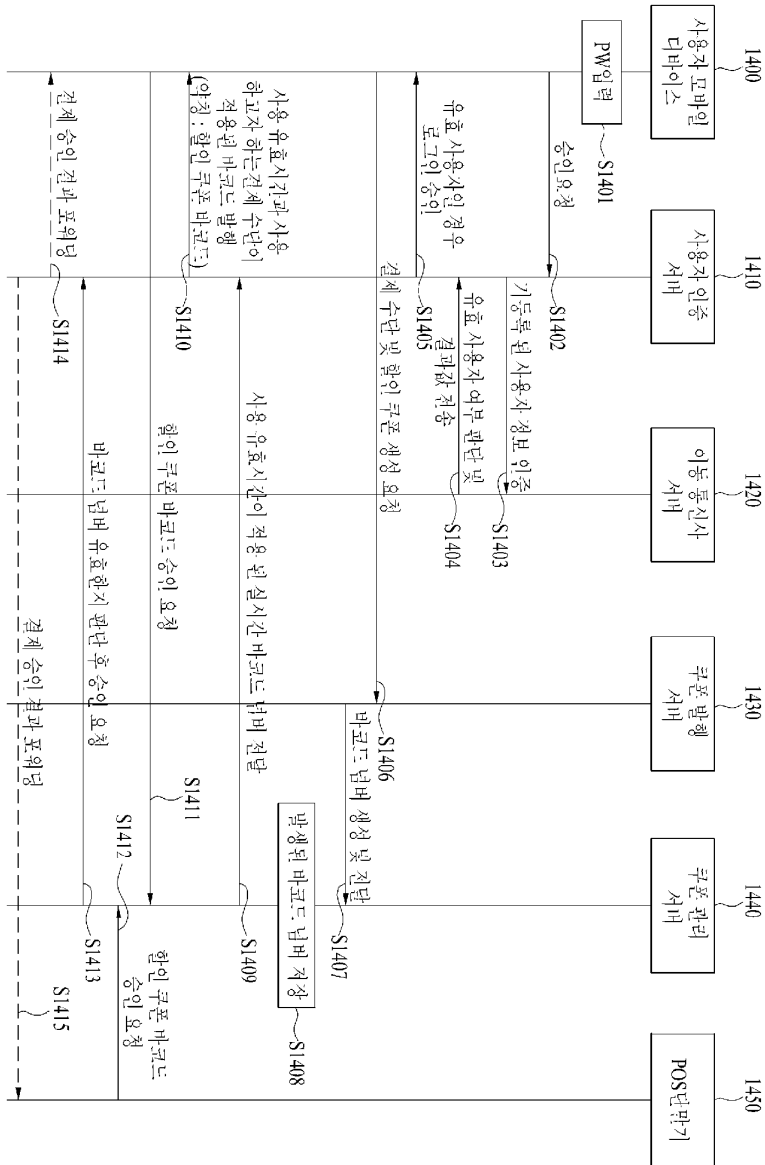 1400
사용자 모바일
디바이스
1410
사용자 인증
서버
1420
이동 통신사
서버
1430
쿠폰 발행
서버
1440
쿠폰 관리
서버
1450
POS단말기
PW입력
S1401
승인요청
S1402
기등록 된 사용자 정보 인증
S1403
유효 사용자 여부 판단 및
결과값 전송
S1404
유효 사용자인 경우
로그인 승인
S1405
결제 수단 및 할인 쿠폰 생성 요청
S1406
바코드 넘버 생성 및 전달
S1407
발생된 바코드 넘버 저장
S1408
사용 유효시간이 적용 된 실시간 바코드 넘버 전달
S1409
사용 유효시간과 사용
하고자 하는결제 수단이
적용된 바코드 발행
(약칭 : 할인 쿠폰 바코드)
S1410
할인 쿠폰 바코드 승인 요청
S1411
할인 쿠폰 바코드
승인 요청
S1412
바코드 넘버 유효한지 판단 후 승인 요청
S1413
결제 승인 결과 포워딩
S1414
결제 승인 결과 포워딩
S1415